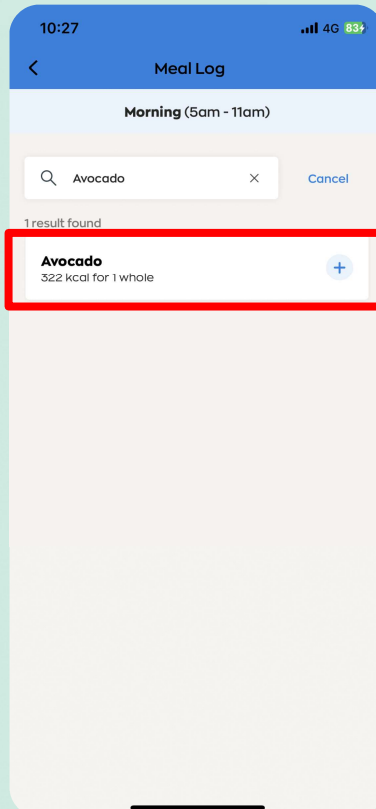 10:27 4G 83
Meal Log
Morning (5am - 11am)
Avocado Cancel
1 result found
Avocado
322 kcal for 1 whole